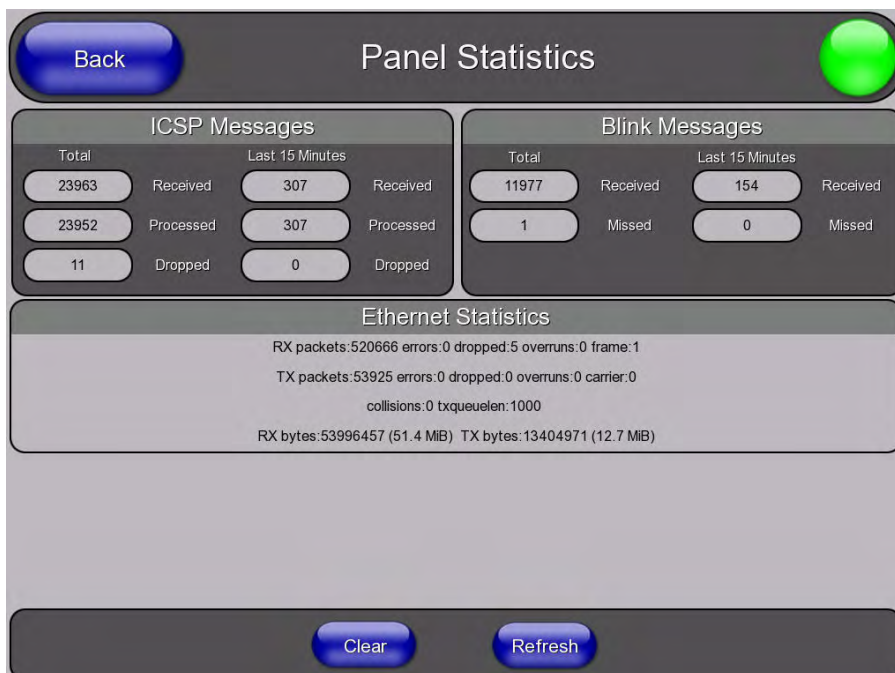 Back
Panel Statistics
ICSP Messages
Total
Last 15 Minutes
23963 Received 307 Received
23952 Processed 307 Processed
11 Dropped 0 Dropped
Blink Messages
Total
Last 15 Minutes
11977 Received 154 Received
1 Missed 0 Missed
Ethernet Statistics
RX packets:520666 errors:0 dropped:5 overruns:0 frame:1
TX packets:53925 errors:0 dropped:0 overruns:0 carrier:0
collisions:0 txqueuelen:1000
RX bytes:53996457 (51.4 MiB) TX bytes:13404971 (12.7 MiB)
Clear
Refresh